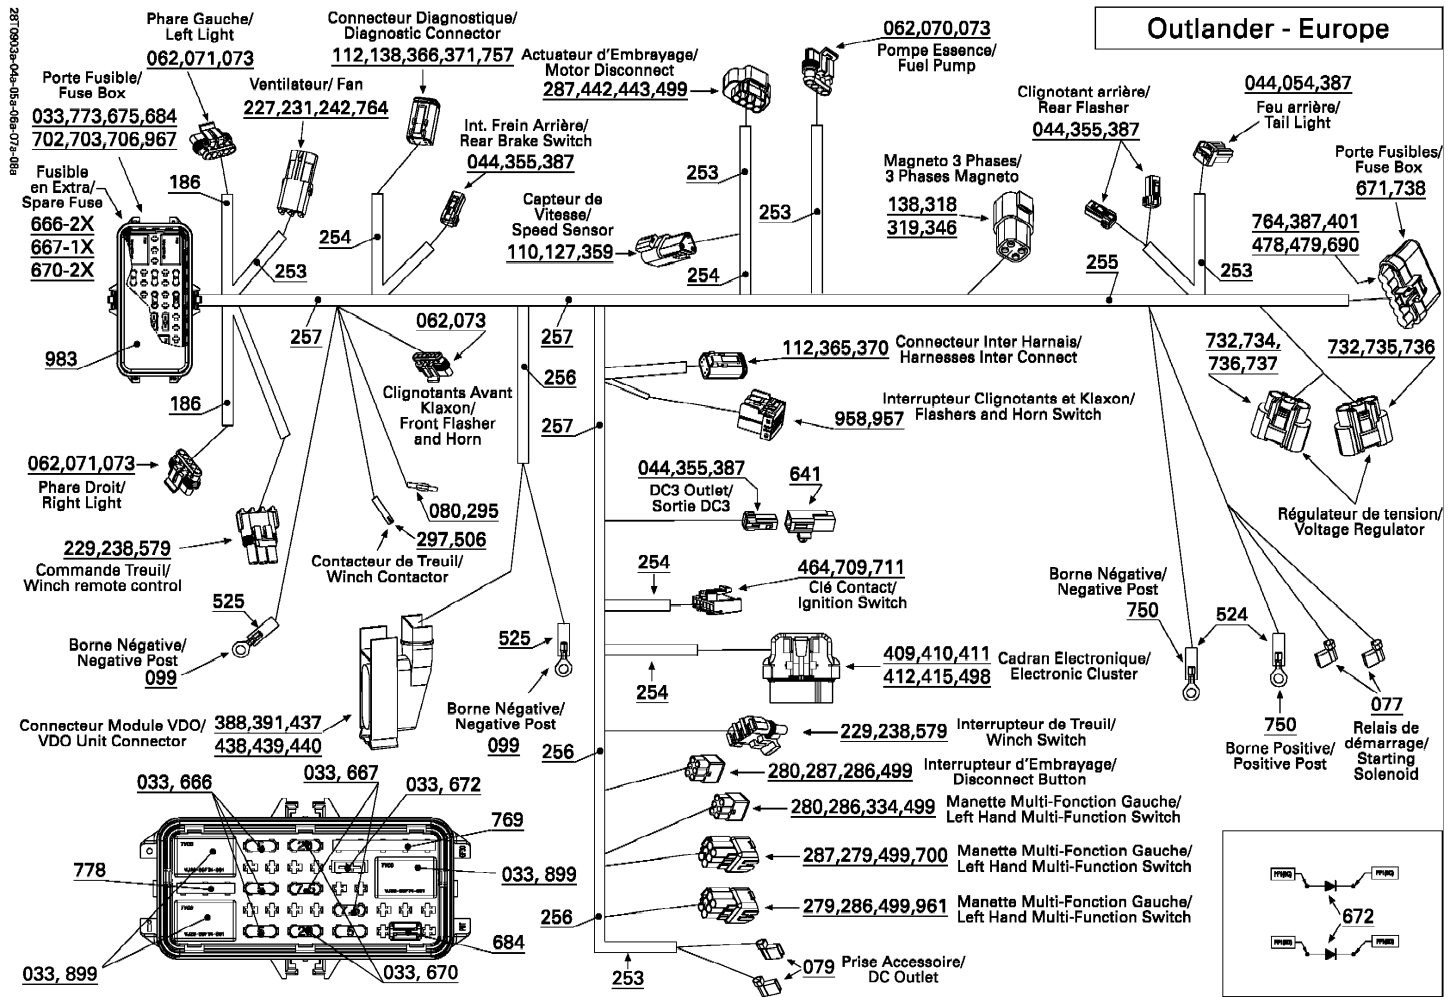 28T0903a-04a-05a-06a-07a-08a
Outlander - Europe
Phare Gauche/
Left Light
062,071,073
Connecteur Diagnostique/
Diagnostic Connector
112,138,366,371,757
Porte Fusible/
Fuse Box
033,773,675,684
702,703,706,967
Ventilateur/ Fan
227,231,242,764
Actuateur d'Embrayage/
Motor Disconnect
287,442,443,499
062,070,073
Pompe Essence/
Fuel Pump
Int. Frein Arrière/
Rear Brake Switch
044,355,387
Clignotant arrière/
Rear Flasher
044,355,387
044,054,387
Feu arrière/
Tail Light
Porte Fusibles/
Fuse Box
671,738
764,387,401
478,479,690
Fusible
en Extra/
Spare Fuse
666-2X
667-1X
670-2X
186
253
254
Capteur de
Vitesse/
Speed Sensor
110,127,359
253
254
253
Magneto 3 Phases/
3 Phases Magneto
138,318
319,346
255
253
983
257
257
062,073
Clignotants Avant
Klaxon/
Front Flasher
and Horn
256
257
112,365,370
Connecteur Inter Harnais/
Harnesses Inter Connect
958,957
Interrupteur Clignotants et Klaxon/
Flashers and Horn Switch
732,734,
736,737
732,735,736
Régulateur de tension/
Voltage Regulator
186
062,071,073
Phare Droit/
Right Light
229,238,579
Commande Treuil/
Winch remote control
080,295
297,506
Contacteur de Treuil/
Winch Contactor
044,355,387
DC3 Outlet/
Sortie DC3
641
254
464,709,711
Clé Contact/
Ignition Switch
525
Borne Négative/
Negative Post
099
525
Borne Négative/
Negative Post
099
254
409,410,411
412,415,498
Cadran Electronique/
Electronic Cluster
Borne Négative/
Negative Post
750
524
750
Borne Positive/
Positive Post
077
Relais de
démarrage/
Starting
Solenoid
Connecteur Module VDO/
VDO Unit Connector
388,391,437
438,439,440
256
229,238,579
Interrupteur de Treuil/
Winch Switch
280,287,286,499
Interrupteur d'Embrayage/
Disconnect Button
280,286,334,499
Manette Multi-Fonction Gauche/
Left Hand Multi-Function Switch
287,279,499,700
Manette Multi-Fonction Gauche/
Left Hand Multi-Function Switch
279,286,499,961
Manette Multi-Fonction Gauche/
Left Hand Multi-Function Switch
256
253
079
Prise Accessoire/
DC Outlet
033, 666
033, 667
033, 672
769
778
033, 899
684
033, 899
033, 670
672